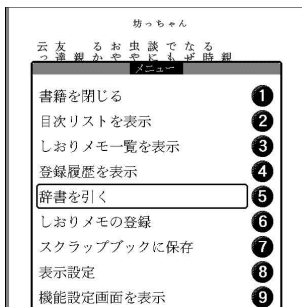 坊っちゃん
メニュー
書籍を閉じる 1
目次リストを表示 2
しおりメモ一覧を表示 3
登録履歴を表示 4
辞書を引く 5
しおりメモの登録 6
スクラップブックに保存 7
表示設定 8
機能設定画面を表示 9